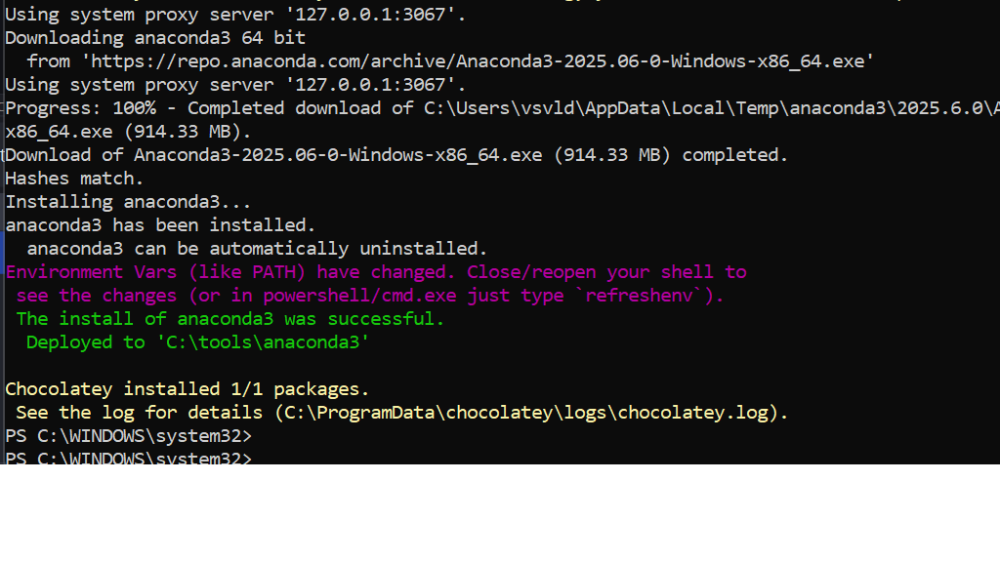 Using system proxy server '127.0.0.1:3067'.
Downloading anaconda3 64 bit
from 'https://repo.anaconda.com/archive/Anaconda3-2025.06-0-Windows-x86_64.exe'
Using system proxy server '127.0.0.1:3067'.
Progress: 100% - Completed download of C:\Users\vsvld\AppData\Local\Temp\anaconda3\2025.6.0\A
x86_64.exe (914.33 MB).
Download of Anaconda3-2025.06-0-Windows-x86_64.exe (914.33 MB) completed.
Hashes match.
Installing anaconda3...
anaconda3 has been installed.
anaconda3 can be automatically uninstalled.
Environment Vars (like PATH) have changed. Close/reopen your shell to
see the changes (or in powershell/cmd.exe just type `refreshenv`).
The install of anaconda3 was successful.
Deployed to 'C:\tools\anaconda3'
Chocolatey installed 1/1 packages.
See the log for details (C:\ProgramData\chocolatey\logs\chocolatey.log).
PS C:\WINDOWS\system32>
PS C:\WINDOWS\system32>